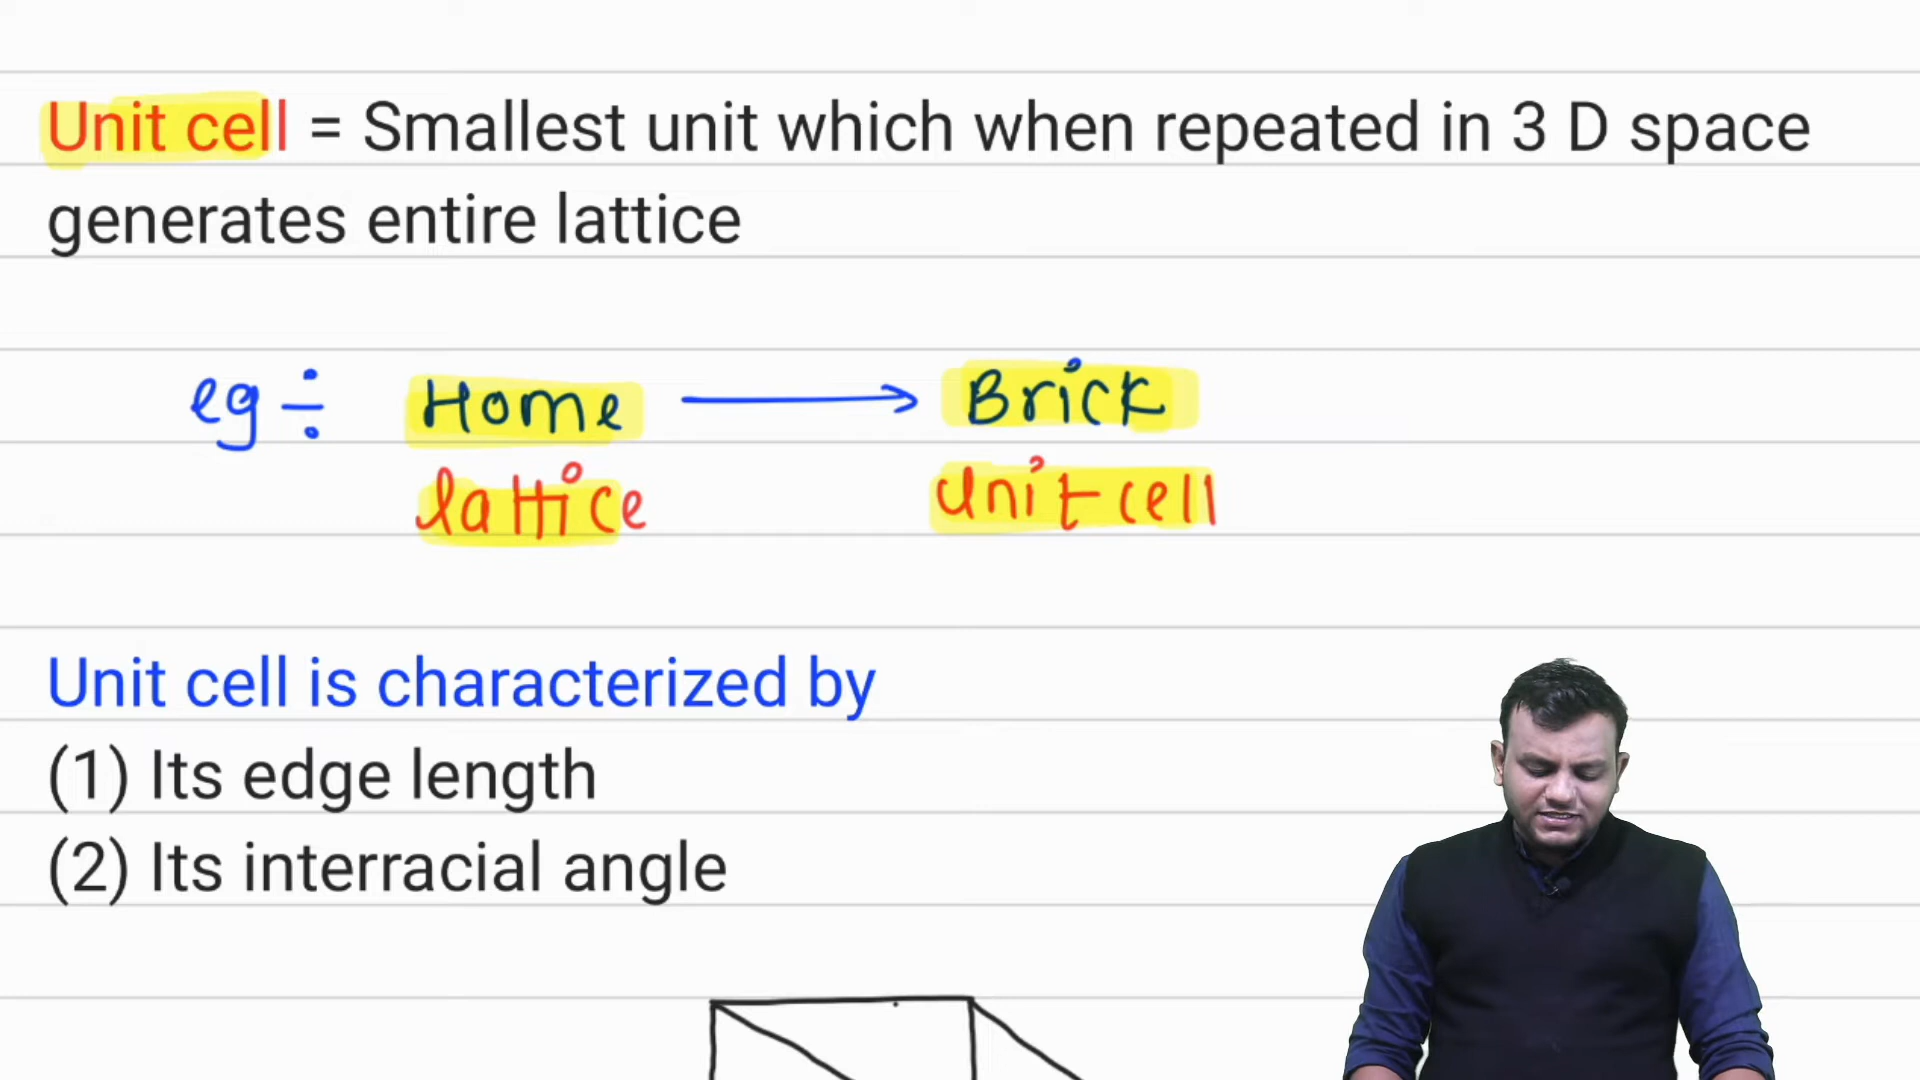 Unit cell = Smallest unit which when repeated in 3 D space
generates entire lattice
eg ÷ Home → Brick
lattice unit cell
Unit cell is characterized by
(1) Its edge length
(2) Its interracial angle